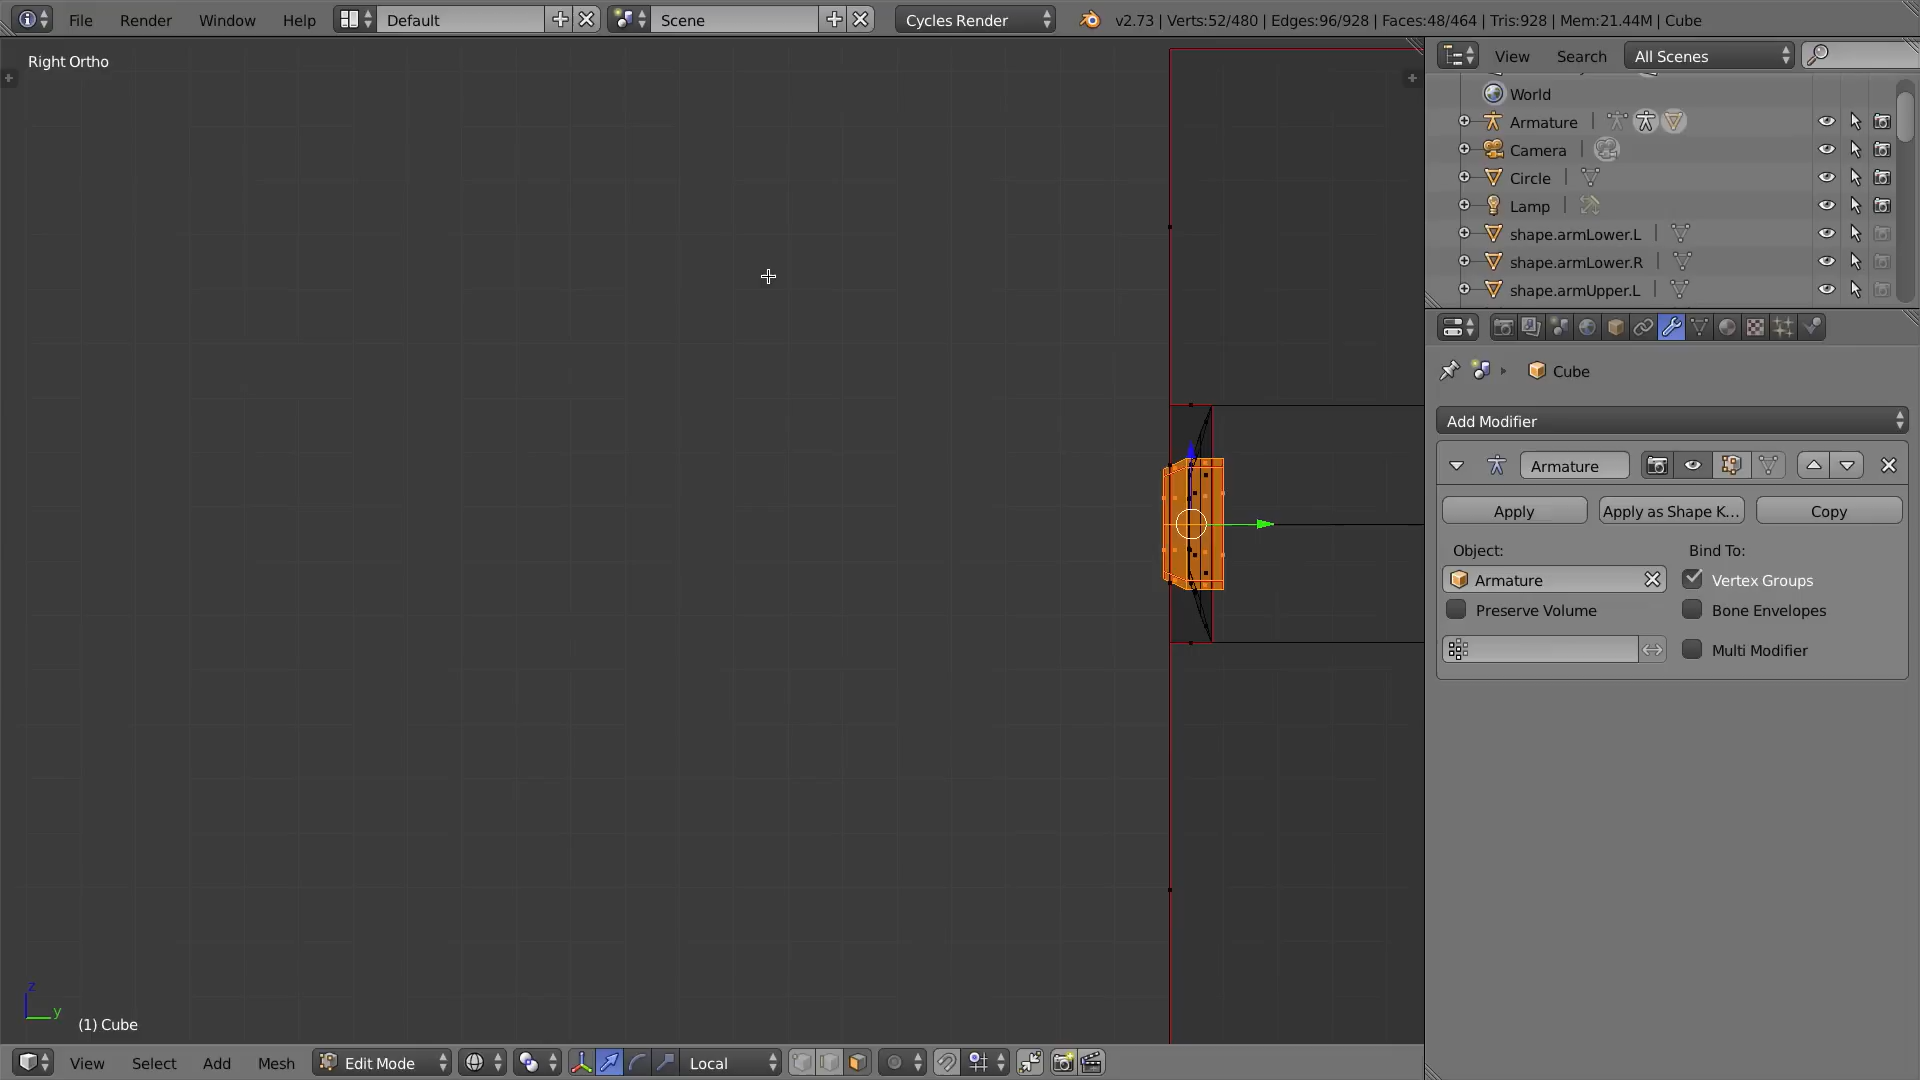 File Render Window Help Default Scene Cycles Render v2.73 | Verts:52/480 | Edges:96/928 | Faces:48/464 | Tris:928 | Mem:21.44M | Cube
Right Ortho
View Search All Scenes
World
Armature
Camera
Circle
Lamp
shape.armLower.L
shape.armLower.R
shape.armUpper.L
Cube
Add Modifier
Armature
Apply Apply as Shape K... Copy
Object: Bind To:
Armature Vertex Groups
Preserve Volume Bone Envelopes
Multi Modifier
z
y
(1) Cube
View Select Add Mesh Edit Mode Local